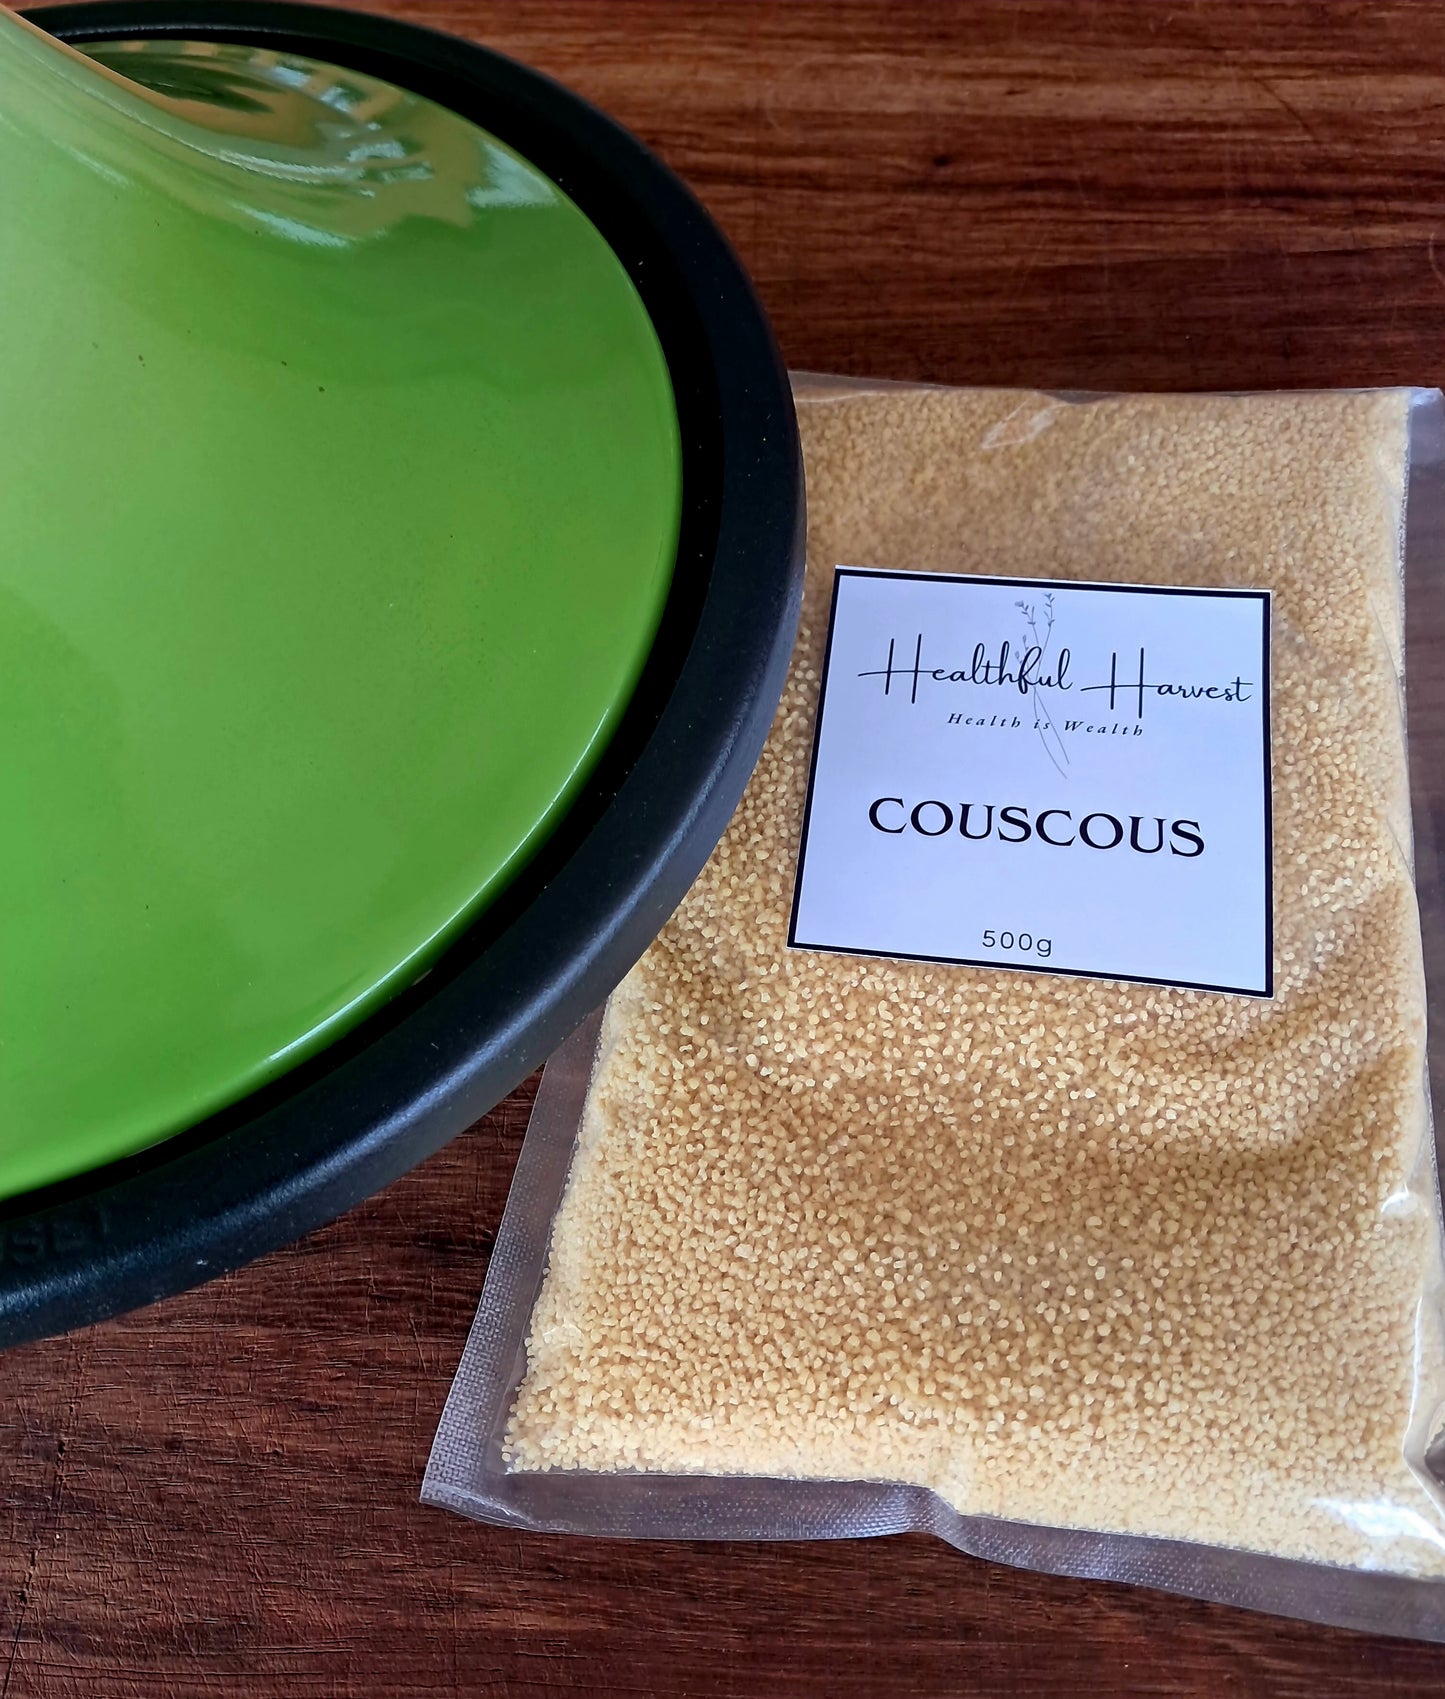 Healthful Harvest
Health is Wealth
COUSCOUS
500g